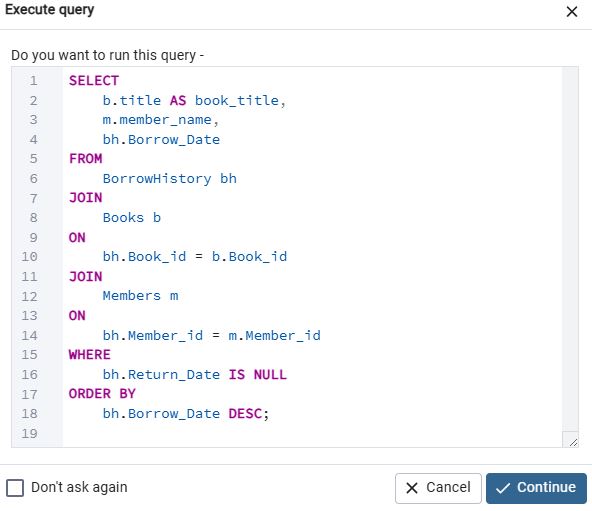 Execute query
Do you want to run this query -
1 SELECT
2 b.title AS book_title,
3 m.member_name,
4 bh.Borrow_Date
5 FROM
6 BorrowHistory bh
7 JOIN
8 Books b
9 ON
10 bh.Book_id = b.Book_id
11 JOIN
12 Members m
13 ON
14 bh.Member_id = m.Member_id
15 WHERE
16 bh.Return_Date IS NULL
17 ORDER BY
18 bh.Borrow_Date DESC;
19
Don't ask again Cancel Continue